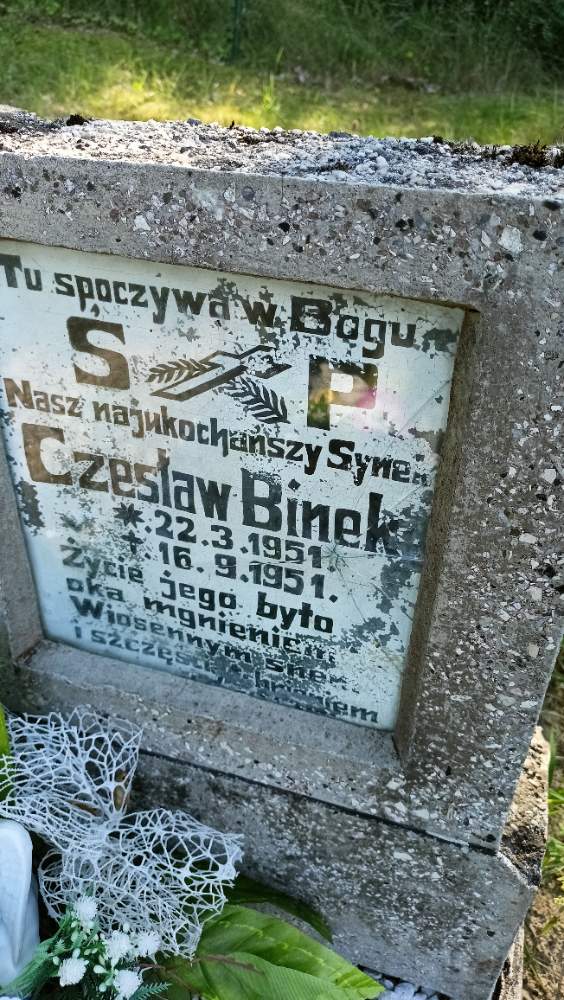 Tu spoczywa w Bogu
Ś P
Nasz najukochańszy Synek
Czesław Binek
*.22.3.1951
+.16.9.1951.
Życie jego było
oka mgnieniem
Wiosennym
i